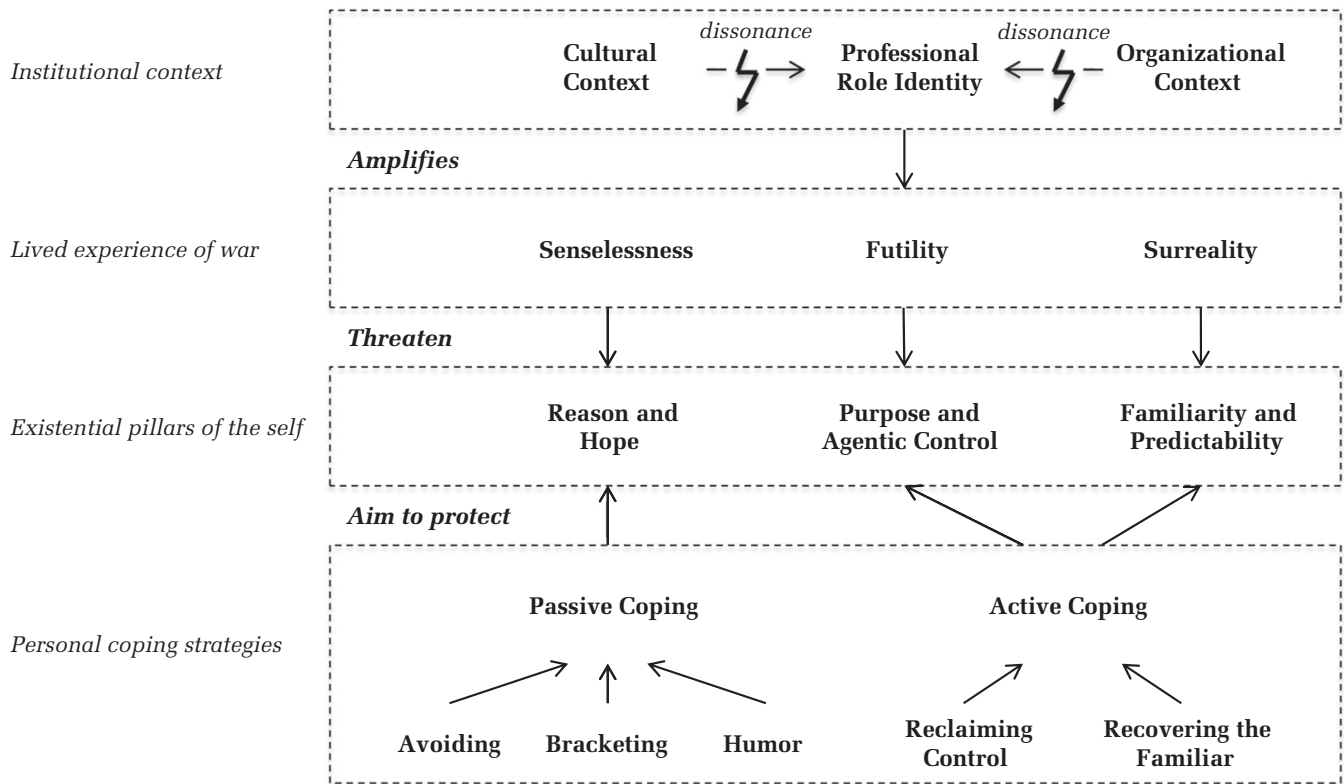 dissonance dissonance
Institutional context
Cultural Context
Professional Role Identity
Organizational Context
Amplifies
Lived experience of war
Senselessness Futility Surreality
Threaten
Existential pillars of the self
Reason and Hope
Purpose and Agentic Control
Familiarity and Predictability
Aim to protect
Personal coping strategies
Passive Coping Active Coping
Avoiding Bracketing Humor
Reclaiming Control
Recovering the Familiar